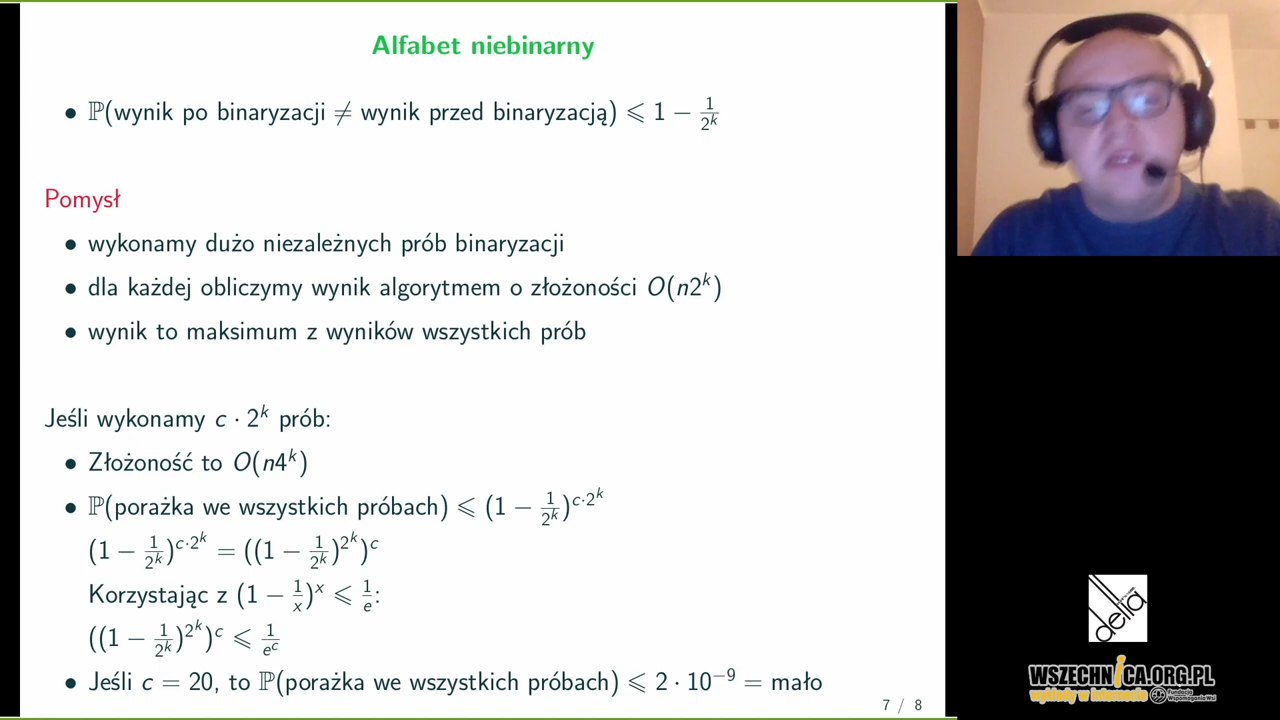 Alfabet niebinarny
• ℙ(wynik po binaryzacji ≠ wynik przed binaryzacją) ⩽ 1 − 1/2^k
Pomysł
• wykonamy dużo niezależnych prób binaryzacji
• dla każdej obliczymy wynik algorytmem o złożoności O(n2^k)
• wynik to maksimum z wyników wszystkich prób
Jeśli wykonamy c · 2^k prób:
• Złożoność to O(n4^k)
• ℙ(porażka we wszystkich próbach) ⩽ (1 − 1/2^k)^{c·2^k}
(1 − 1/2^k)^{c·2^k} = ((1 − 1/2^k)^{2^k})^c
Korzystając z (1 − 1/x)^x ⩽ 1/e:
((1 − 1/2^k)^{2^k})^c ⩽ 1/e^c
• Jeśli c = 20, to ℙ(porażka we wszystkich próbach) ⩽ 2 · 10^{−9} = mało
7 / 8
delta
WSZECHNICA.ORG.PL
wykłady w internecie
Fundacja
Wspomagania Wsi